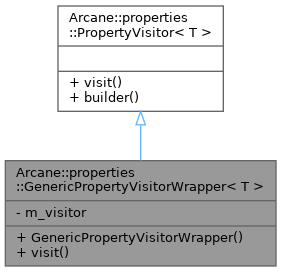 Arcane::properties
::PropertyVisitor< T >
+ visit()
+ builder()
Arcane::properties
::GenericPropertyVisitorWrapper< T >
- m_visitor
+ GenericPropertyVisitorWrapper()
+ visit()